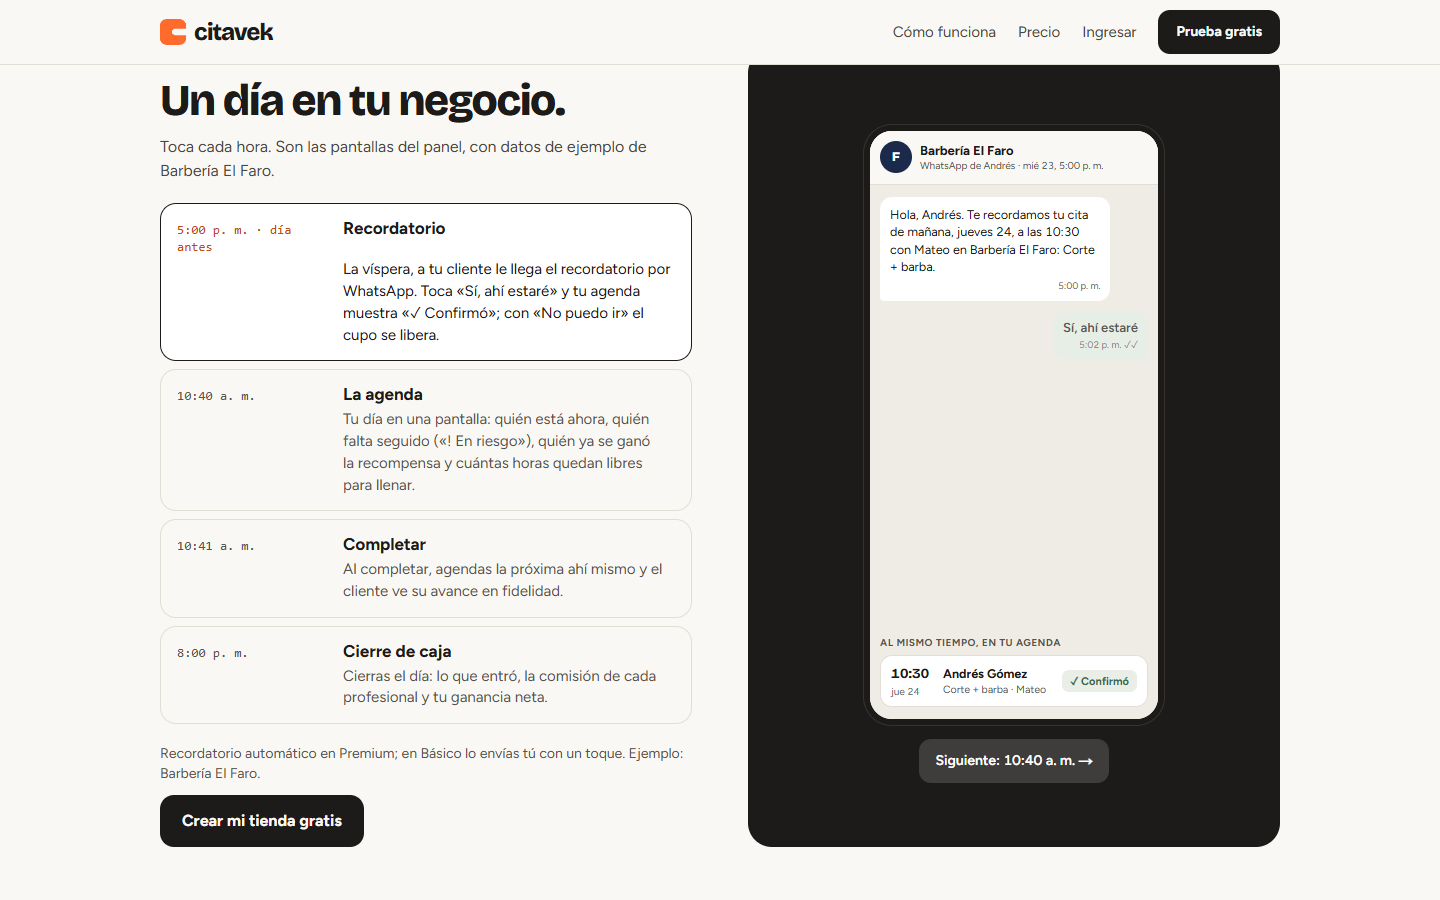 citavek
Cómo funciona
Precio
Ingresar
Prueba gratis
Un día en tu negocio.
Toca cada hora. Son las pantallas del panel, con datos de ejemplo de
Barbería El Faro.
5:00 p. m. · día
antes
Recordatorio
La víspera, a tu cliente le llega el recordatorio por
WhatsApp. Toca «Sí, ahí estaré» y tu agenda
muestra «✓ Confirmó»; con «No puedo ir» el
cupo se libera.
10:40 a. m.
La agenda
Tu día en una pantalla: quién está ahora, quién
falta seguido («! En riesgo»), quién ya se ganó
la recompensa y cuántas horas quedan libres
para llenar.
10:41 a. m.
Completar
Al completar, agendas la próxima ahí mismo y el
cliente ve su avance en fidelidad.
8:00 p. m.
Cierre de caja
Cierras el día: lo que entró, la comisión de cada
profesional y tu ganancia neta.
Recordatorio automático en Premium; en Básico lo envías tú con un toque. Ejemplo:
Barbería El Faro.
Crear mi tienda gratis
F
Barbería El Faro
WhatsApp de Andrés · mié 23, 5:00 p. m.
Hola, Andrés. Te recordamos tu cita
de mañana, jueves 24, a las 10:30
con Mateo en Barbería El Faro: Corte
+ barba.
5:00 p. m.
Sí, ahí estaré
5:02 p. m. ✓✓
AL MISMO TIEMPO, EN TU AGENDA
10:30
jue 24
Andrés Gómez
Corte + barba · Mateo
✓ Confirmó
Siguiente: 10:40 a. m. →